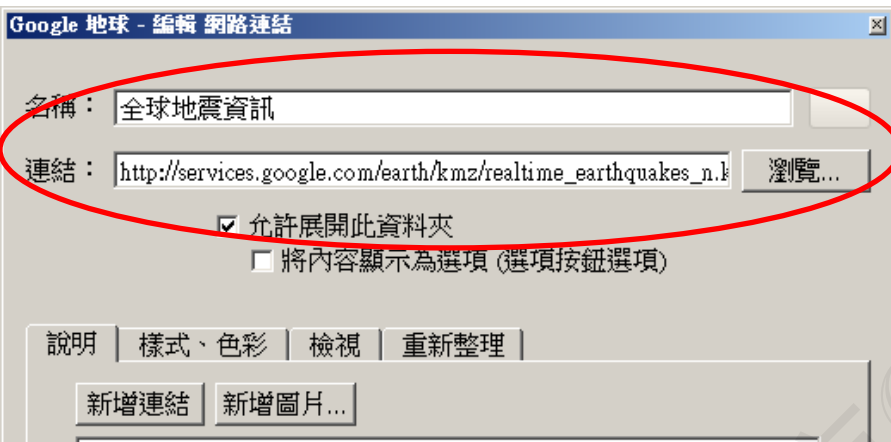 Google 地球 - 編輯 網路連結
名稱： 全球地震資訊
連結： http://services.google.com/earth/kmz/realtime_earthquakes_n.k 瀏覽...
允許展開此資料夾
將內容顯示為選項 (選項按鈕選項)
說明 樣式、色彩 檢視 重新整理
新增連結 新增圖片...